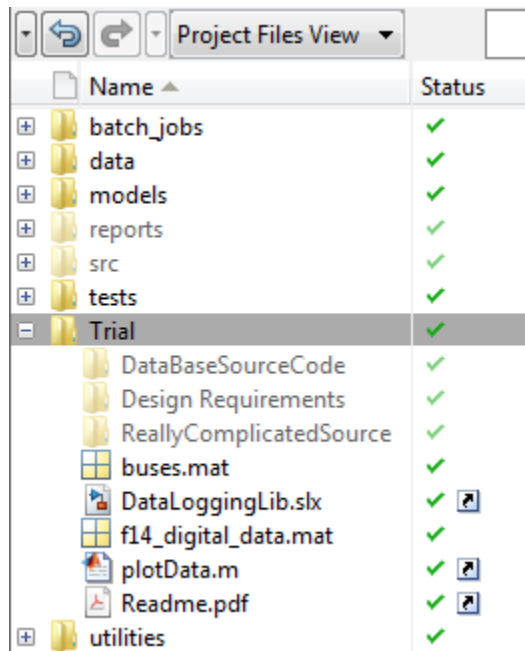 Project Files View
Name Status
batch_jobs
data
models
reports
src
tests
Trial
DataBaseSourceCode
Design Requirements
ReallyComplicatedSource
buses.mat
DataLoggingLib.slx
f14_digital_data.mat
plotData.m
Readme.pdf
utilities